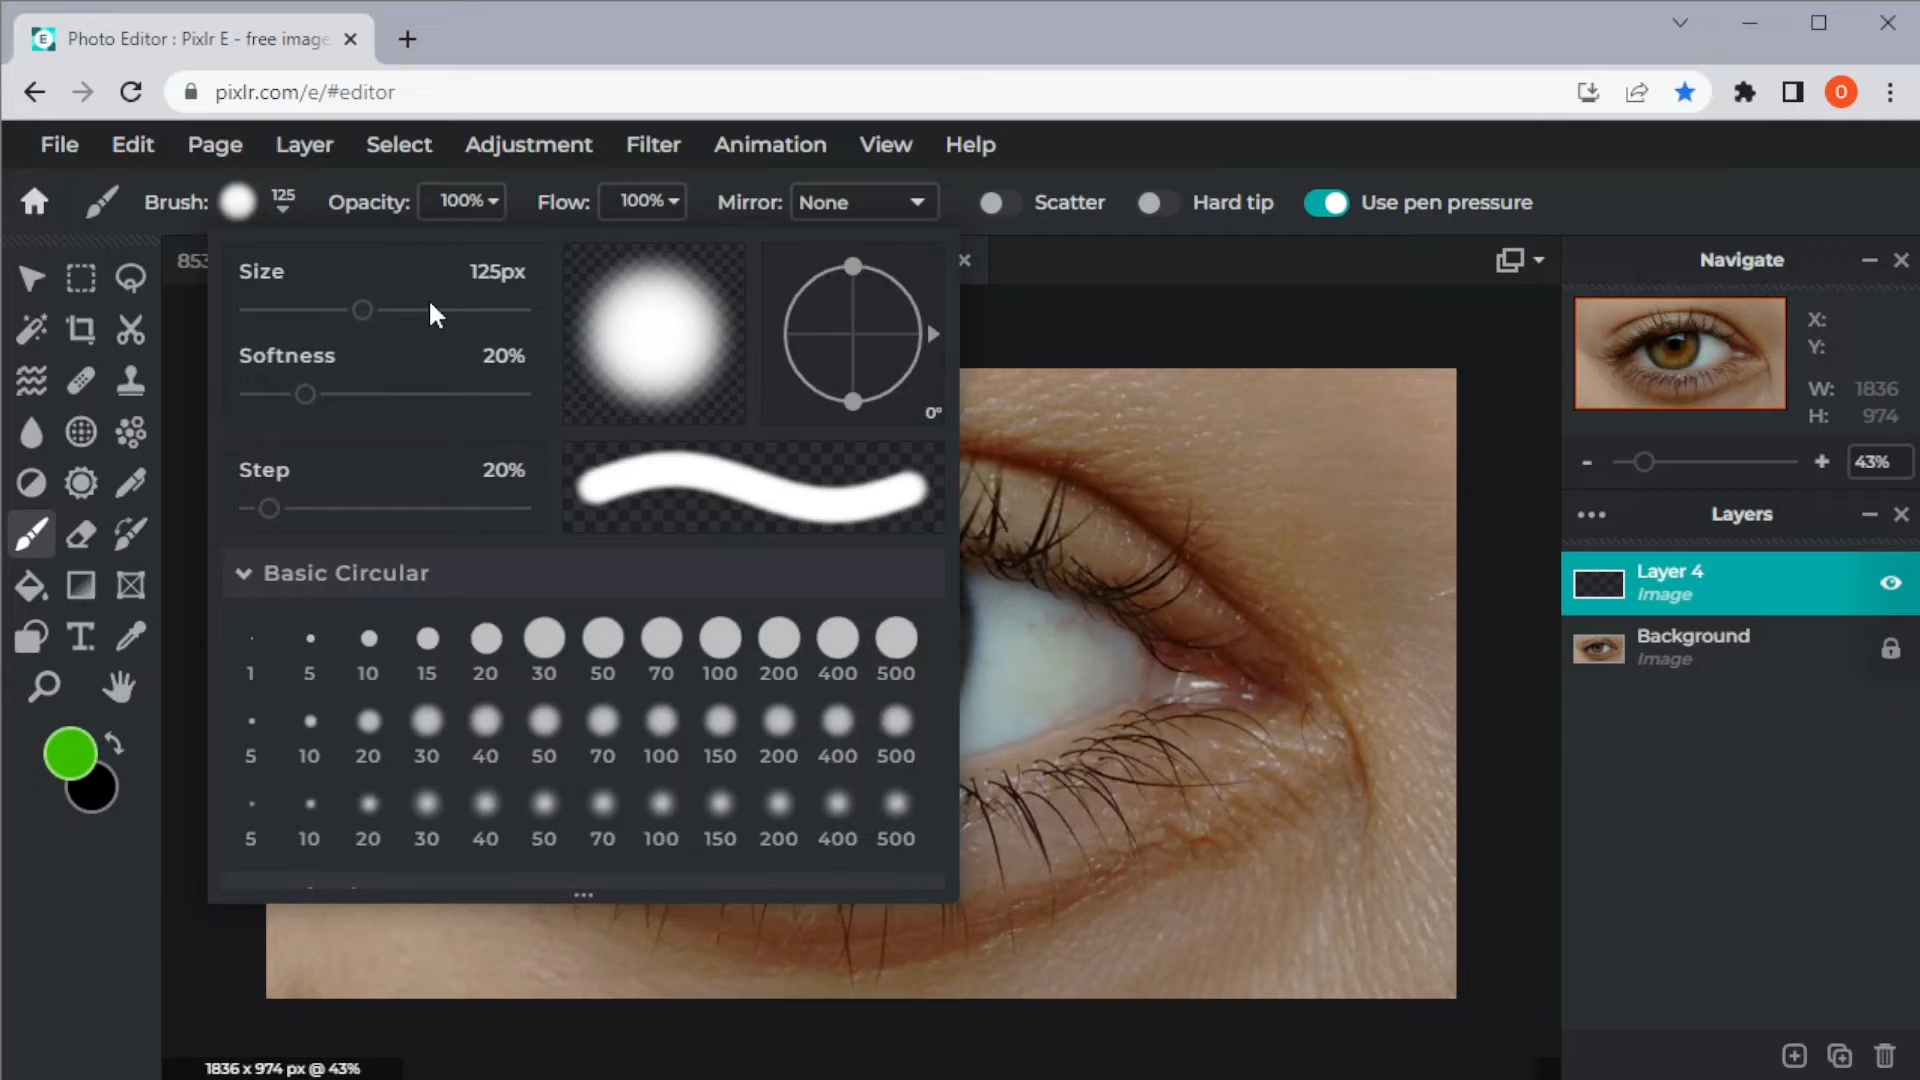 Photo Editor : Pixlr E - free image
pixlr.com/e/#editor
O
File Edit Page Layer Select Adjustment Filter Animation View Help
Brush: 125 Opacity: 100% Flow: 100% Mirror: None Scatter Hard tip Use pen pressure
853
Size 125px
Softness 20%
0°
Step 20%
Basic Circular
1 5 10 15 20 30 50 70 100 200 400 500
5 10 20 30 40 50 70 100 150 200 400 500
5 10 20 30 40 50 70 100 150 200 400 500
T
Navigate
X:
Y:
W: 1836
H: 974
- + 43%
Layers
Layer 4
Image
Background
Image
1836 x 974 px @ 43%